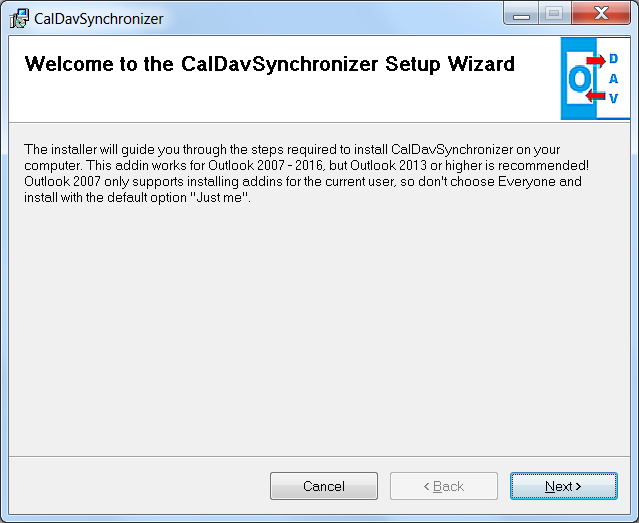 CalDavSynchronizer
Welcome to the CalDavSynchronizer Setup Wizard
O
D
A
V
The installer will guide you through the steps required to install CalDavSynchronizer on your
computer. This addin works for Outlook 2007 - 2016, but Outlook 2013 or higher is recommended!
Outlook 2007 only supports installing addins for the current user, so don't choose Everyone and
install with the default option "Just me".
Cancel
< Back
Next >